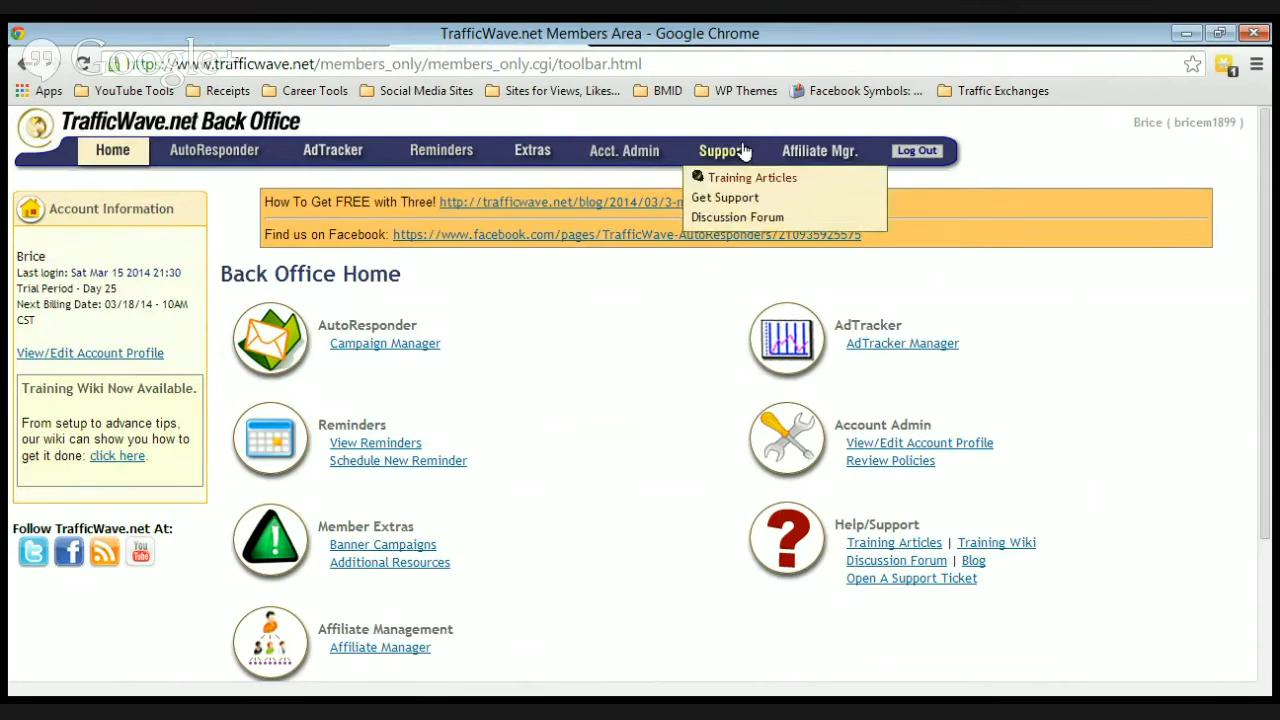 TrafficWave.net Members Area - Google Chrome
Google+
https://www.trafficwave.net/members_only/members_only.cgi/toolbar.html
Apps YouTube Tools Receipts Career Tools Social Media Sites Sites for Views, Likes... BMID WP Themes Facebook Symbols: ... Traffic Exchanges
TrafficWave.net Back Office
Brice ( bricem1899 )
Home AutoResponder AdTracker Reminders Extras Acct. Admin Support Affiliate Mgr. Log Out
Training Articles
Get Support
Discussion Forum
How To Get FREE with Three! http://trafficwave.net/blog/2014/03/3-
Find us on Facebook: https://www.facebook.com/pages/TrafficWave-AutoResponders/210935925575
Account Information
Brice
Last login: Sat Mar 15 2014 21:30
Trial Period - Day 25
Next Billing Date: 03/18/14 - 10AM
CST
View/Edit Account Profile
Training Wiki Now Available.
From setup to advance tips,
our wiki can show you how to
get it done: click here.
Follow TrafficWave.net At:
You
Tube
Back Office Home
AutoResponder
Campaign Manager
AdTracker
AdTracker Manager
Reminders
View Reminders
Schedule New Reminder
Account Admin
View/Edit Account Profile
Review Policies
Member Extras
Banner Campaigns
Additional Resources
Help/Support
Training Articles | Training Wiki
Discussion Forum | Blog
Open A Support Ticket
Affiliate Management
Affiliate Manager